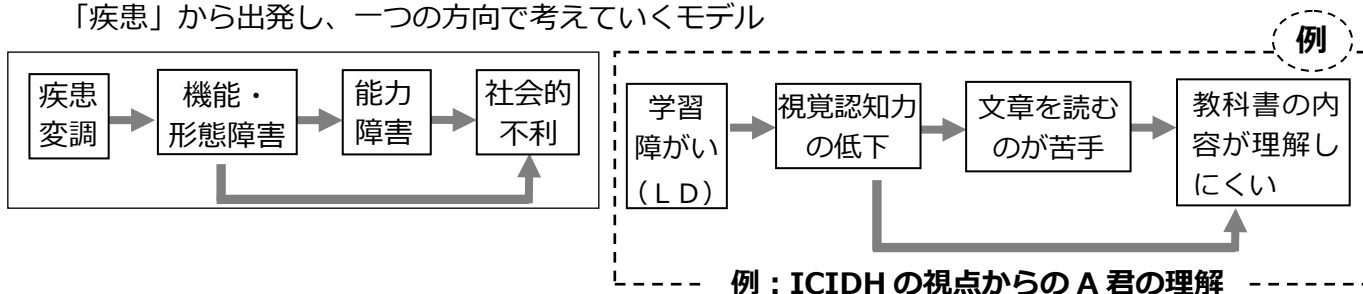 「疾患」から出発し、一つの方向で考えていくモデル
例
疾患
変調
機能・
形態障害
能力
障害
社会的
不利
学習
障がい
（ＬＤ）
視覚認知力
の低下
文章を読む
のが苦手
教科書の内
容が理解し
にくい
例：ICIDH の視点からの A 君の理解